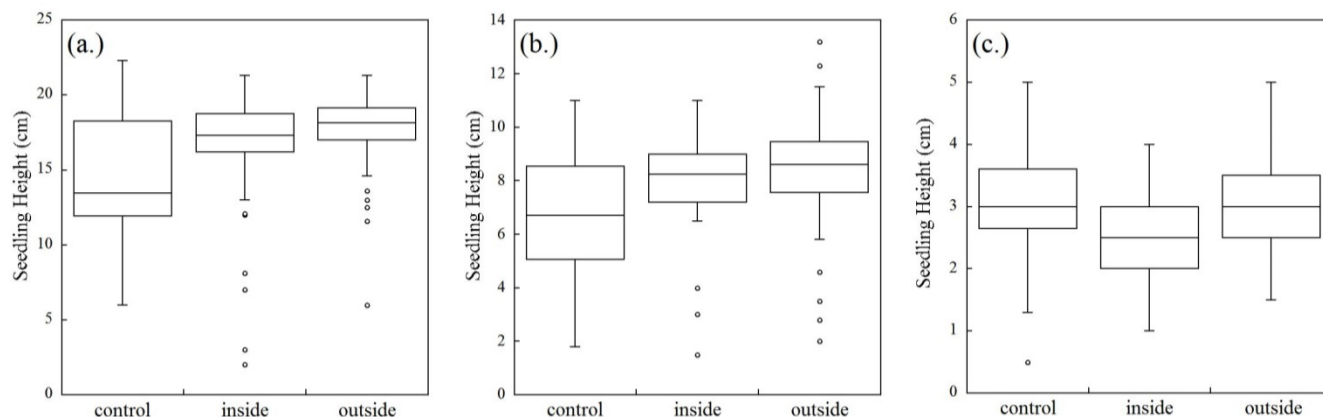 (a.)
Seedling Height (cm)
25
20
15
10
5
0
control inside outside
(b.)
Seedling Height (cm)
14
12
10
8
6
4
2
0
control inside outside
(c.)
Seedling Height (cm)
6
5
4
3
2
1
0
control inside outside